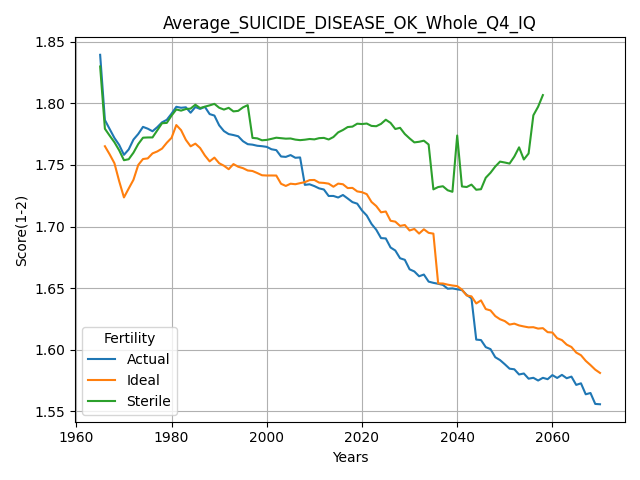 Average_SUICIDE_DISEASE_OK_Whole_Q4_IQ
Score(1-2)
1.85
1.80
1.75
1.70
1.65
1.60
1.55
Fertility
Actual
Ideal
Sterile
1960
1980
2000
2020
2040
2060
Years